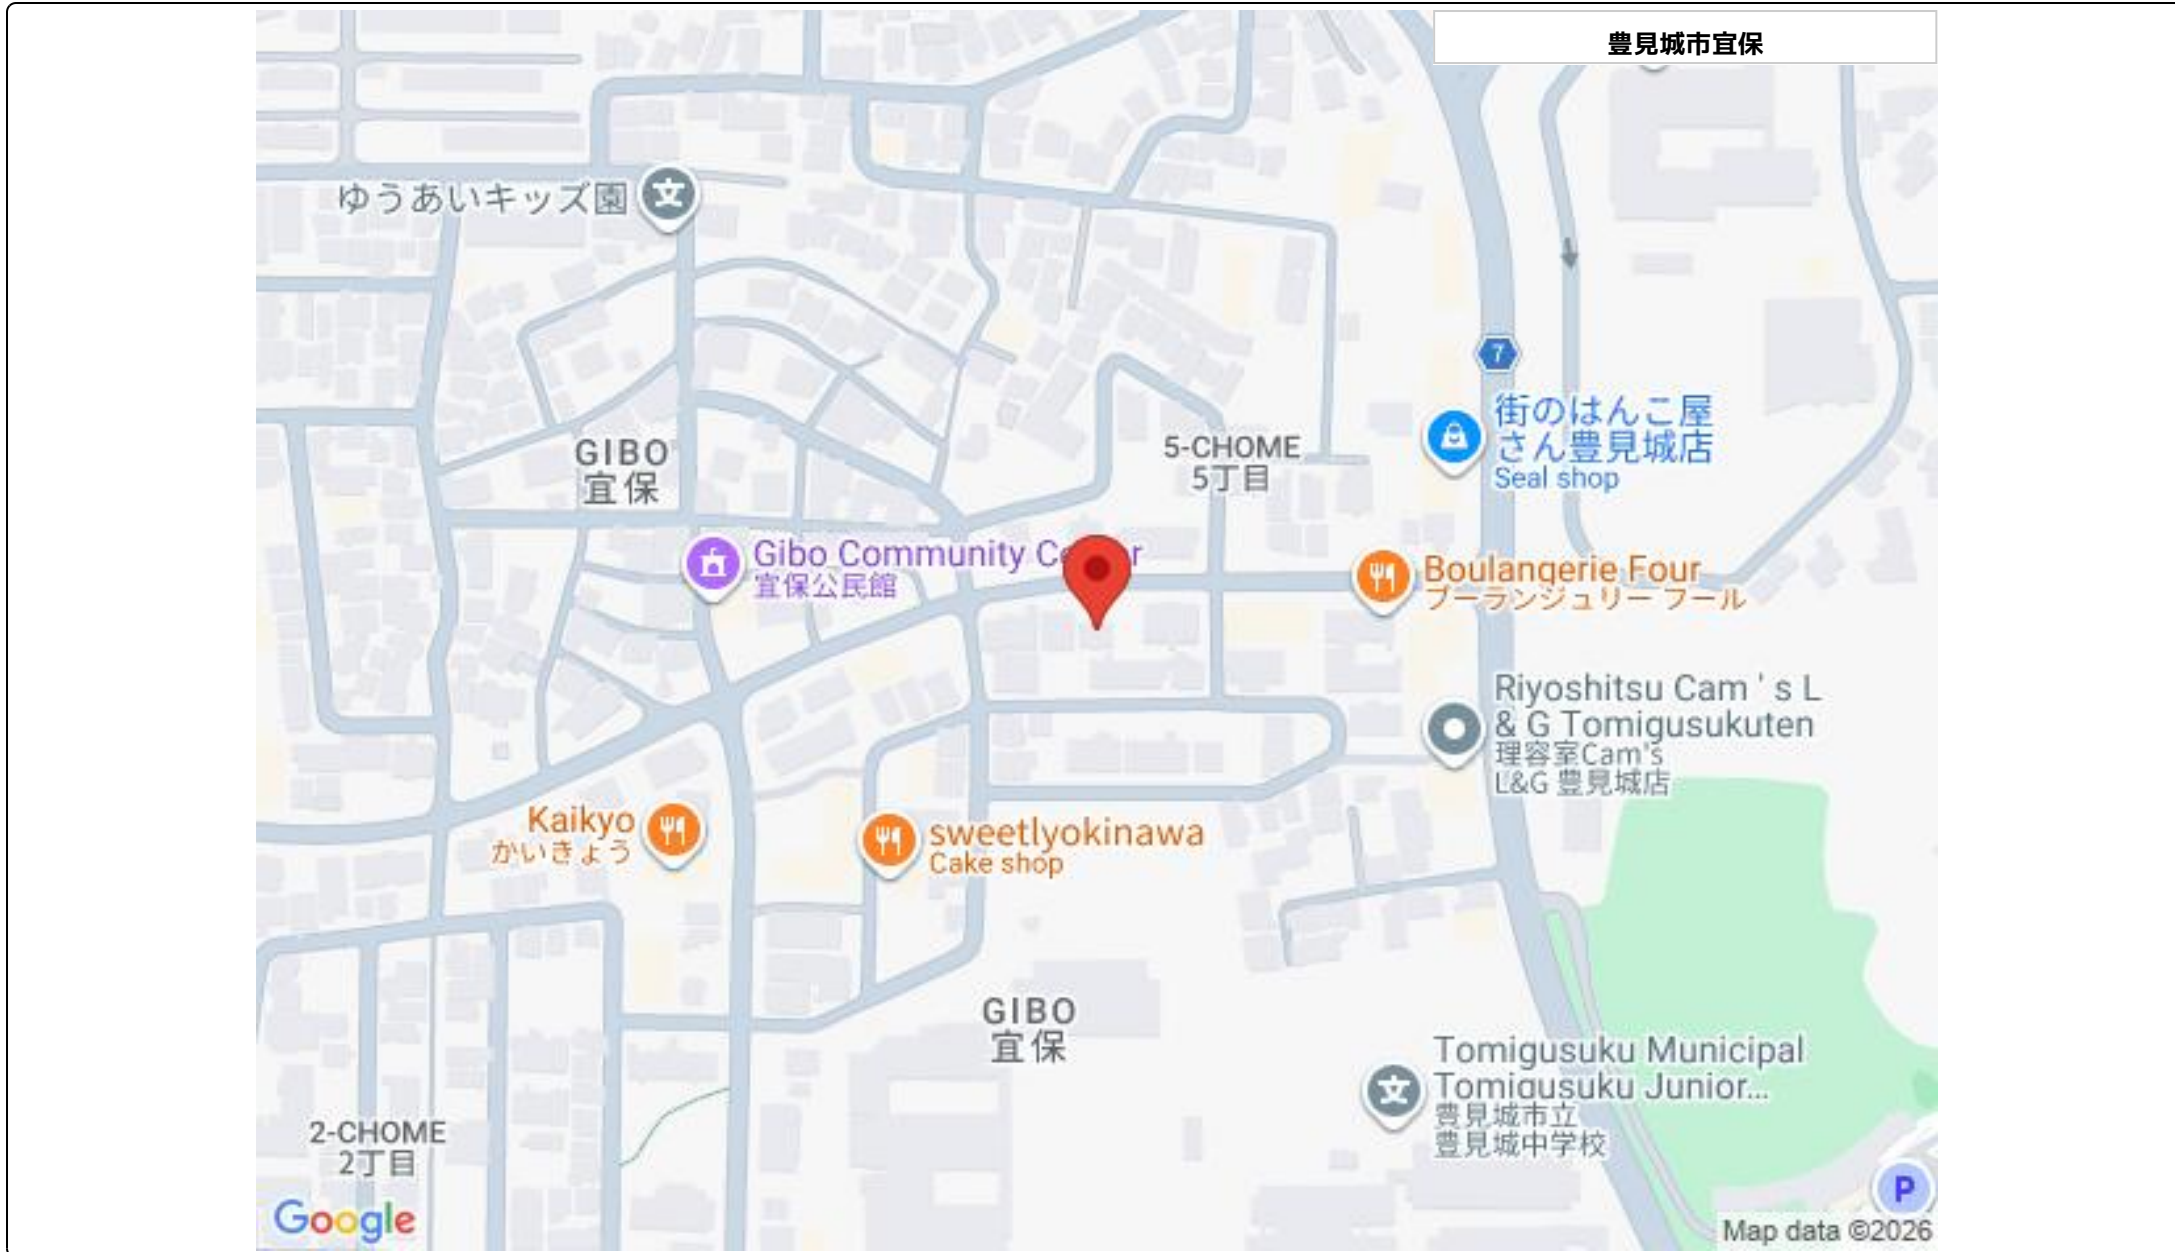 豊見城市宜保
ゆうあいキッズ園
7
街のはんこ屋
さん豊見城店
Seal shop
GIBO
宜保
5-CHOME
5丁目
Gibo Community
宜保公民館
Boulangerie Four
ブーランジュリー フール
Riyoshitsu Cam ' s L
& G Tomigusukuten
理容室Cam's
L&G 豊見城店
Kaikyo
かいきょう
sweetlyokinawa
Cake shop
GIBO
宜保
Tomigusuku Municipal
Tomigusuku Junior...
豊見城市立
豊見城中学校
2-CHOME
2丁目
P
Google
Map data ©2026